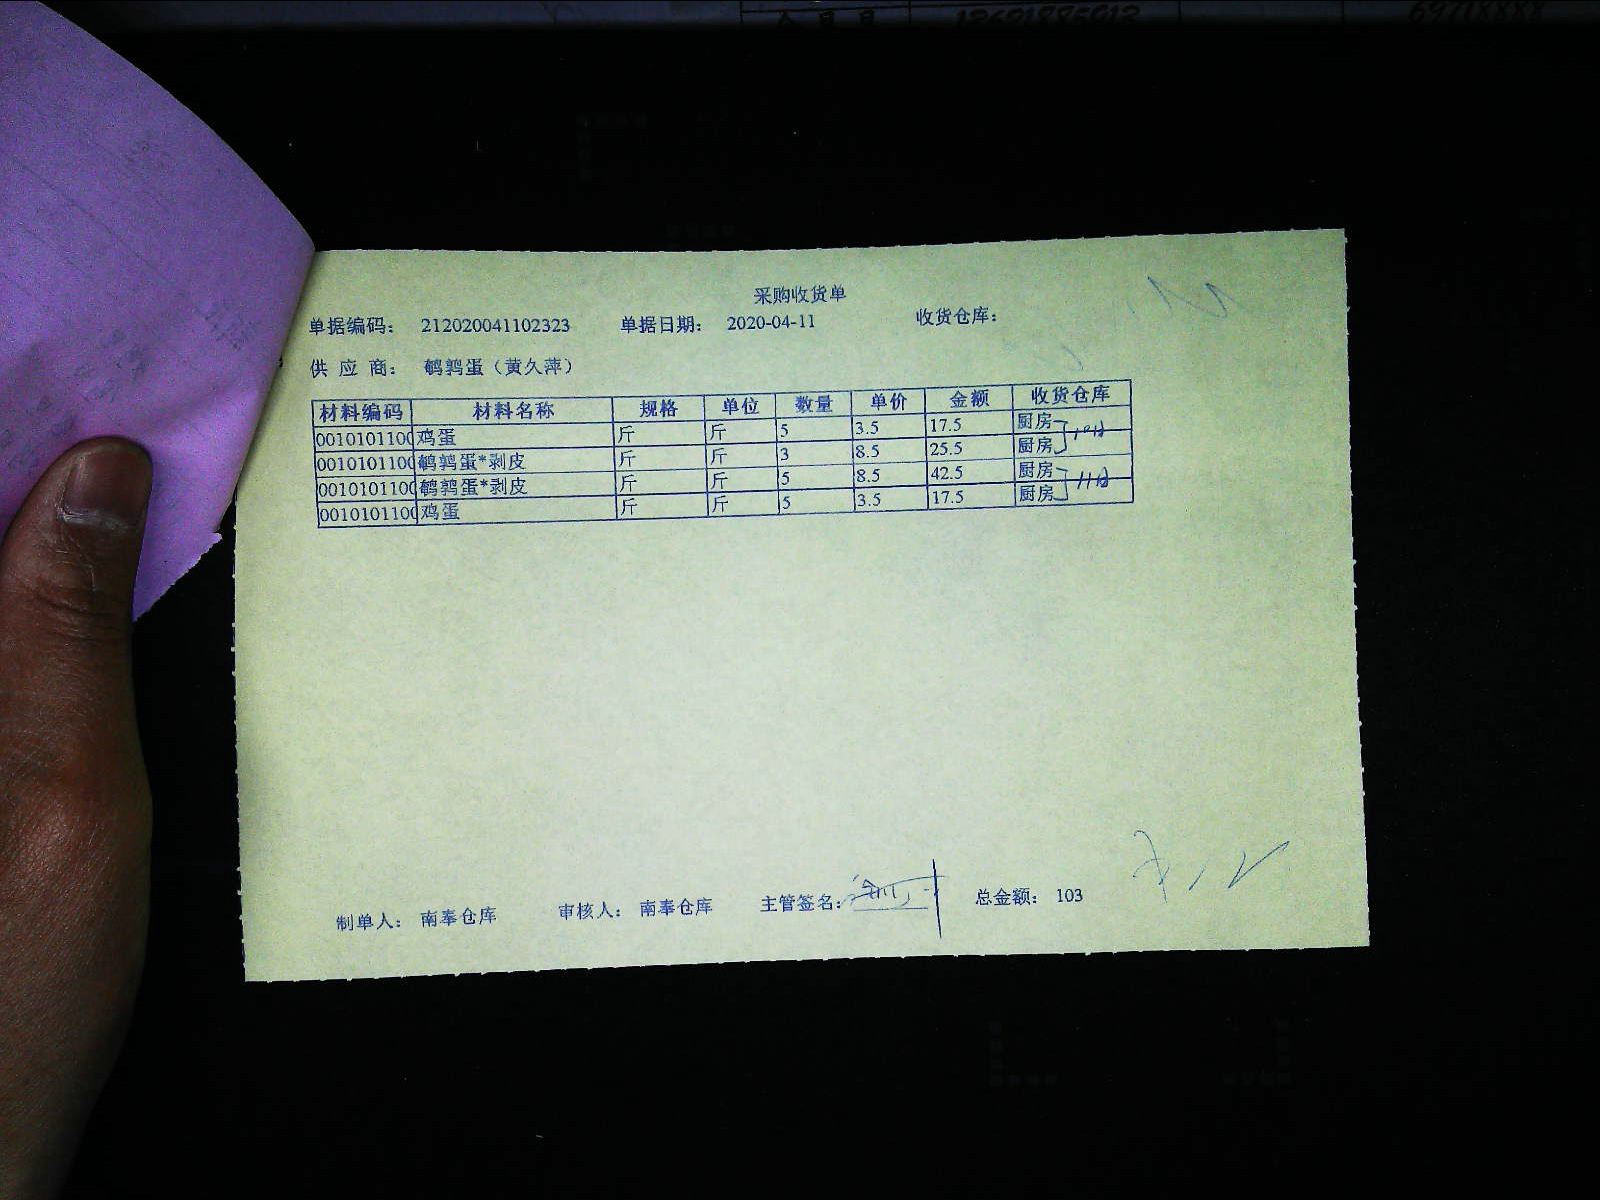 采购收货单
单据编码： 212020041102323 单据日期： 2020-04-11 收货仓库：
供 应 商： 鹌鹑蛋（黄久萍）
材料编码 材料名称 规格 单位 数量 单价 金额 收货仓库
0010101100 鸡蛋 斤 斤 5 3.5 17.5 厨房
0010101100 鹌鹑蛋*剥皮 斤 斤 3 8.5 25.5 厨房
10日
0010101100 鹌鹑蛋*剥皮 斤 斤 5 8.5 42.5 厨房
0010101100 鸡蛋 斤 斤 5 3.5 17.5 厨房
11日
制单人： 南奉仓库 审核人： 南奉仓库 主管签名： 总金额： 103